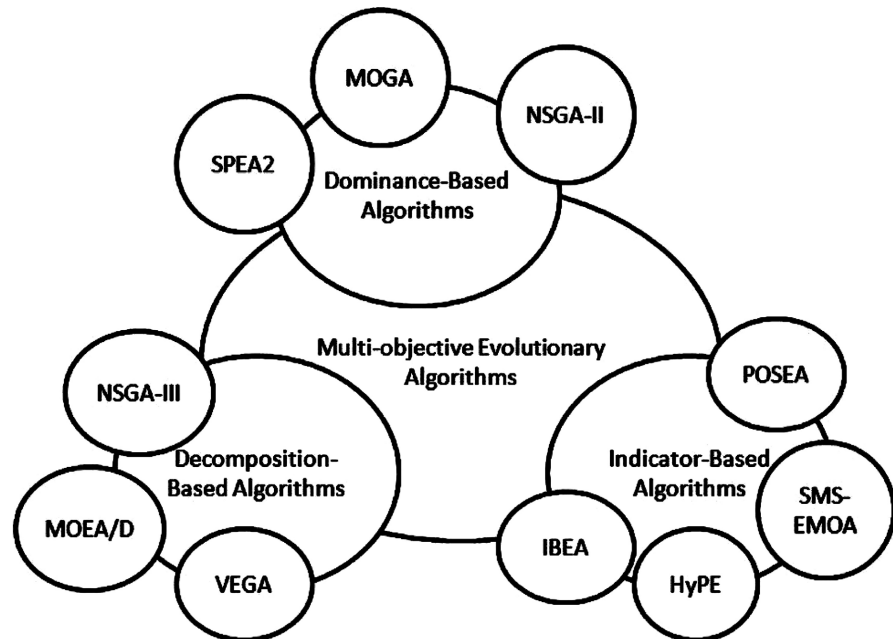 MOGA
NSGA-II
SPEA2
Dominance-Based
Algorithms
Multi-objective Evolutionary
Algorithms
NSGA-III
POSEA
Decomposition-
Based Algorithms
Indicator-Based
Algorithms
MOEA/D
SMS-
EMOA
VEGA
IBEA
HyPE